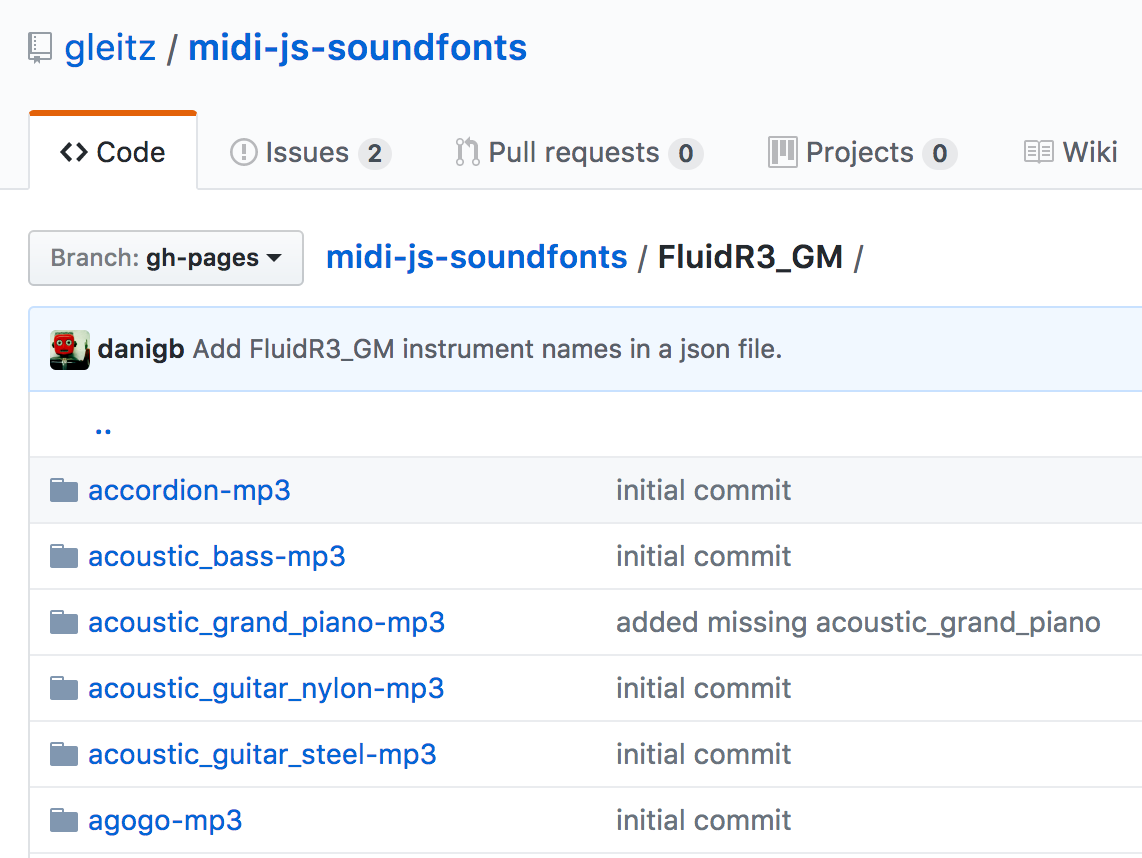 gleitz / midi-js-soundfonts
Code Issues 2 Pull requests 0 Projects 0 Wiki
Branch: gh-pages midi-js-soundfonts / FluidR3_GM /
danigb Add FluidR3_GM instrument names in a json file.
..
accordion-mp3 initial commit
acoustic_bass-mp3 initial commit
acoustic_grand_piano-mp3 added missing acoustic_grand_piano
acoustic_guitar_nylon-mp3 initial commit
acoustic_guitar_steel-mp3 initial commit
agogo-mp3 initial commit